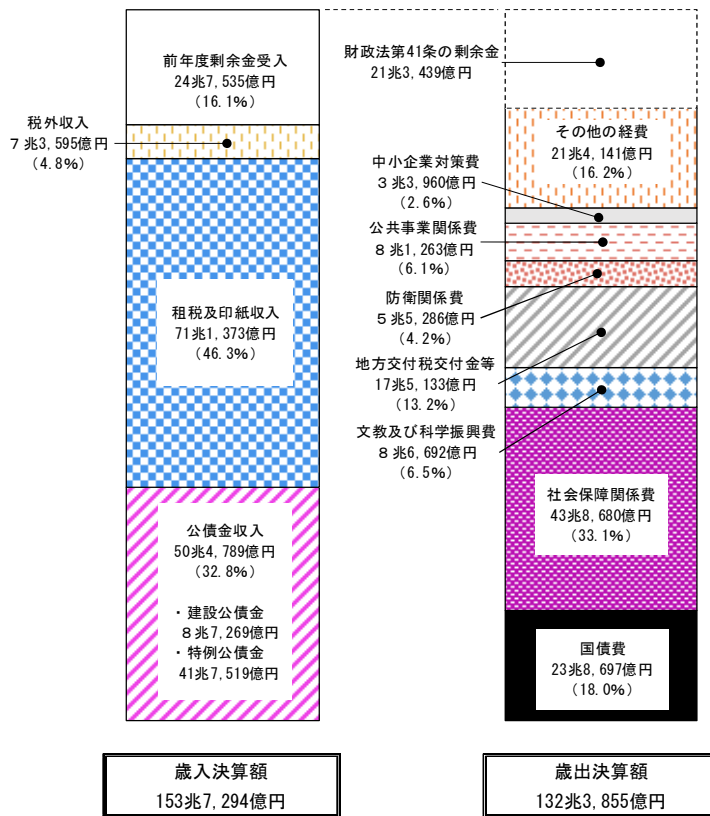 前年度剰余金受入
24兆7,535億円
(16.1%)
税外収入
7兆3,595億円
(4.8%)
租税及印紙収入
71兆1,373億円
(46.3%)
公債金収入
50兆4,789億円
(32.8%)
・建設公債金
8兆7,269億円
・特例公債金
41兆7,519億円
歳入決算額
153兆7,294億円
財政法第41条の剰余金
21兆3,439億円
その他の経費
21兆4,141億円
(16.2%)
中小企業対策費
3兆3,960億円
(2.6%)
公共事業関係費
8兆1,263億円
(6.1%)
防衛関係費
5兆5,286億円
(4.2%)
地方交付税交付金等
17兆5,133億円
(13.2%)
文教及び科学振興費
8兆6,692億円
(6.5%)
社会保障関係費
43兆8,680億円
(33.1%)
国債費
23兆8,697億円
(18.0%)
歳出決算額
132兆3,855億円